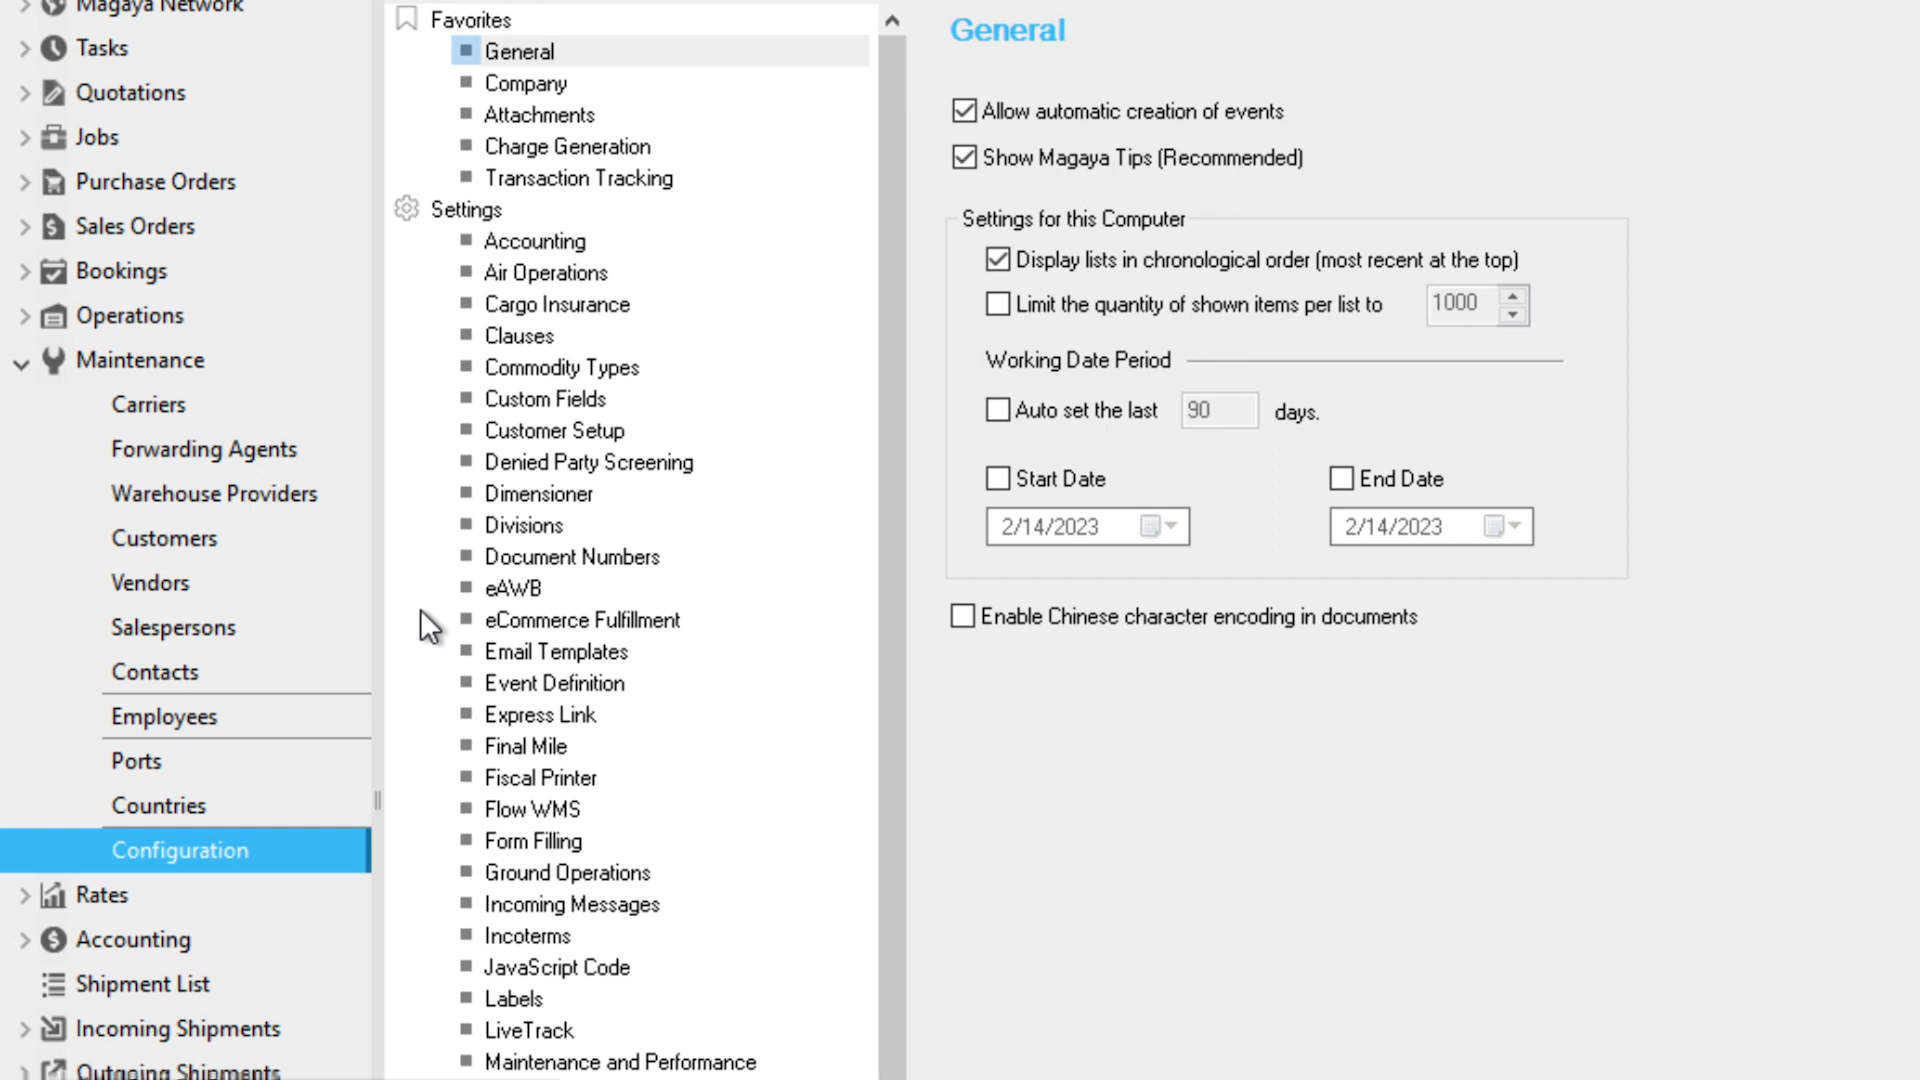 Magaya Network
Tasks
Quotations
Jobs
Purchase Orders
Sales Orders
Bookings
Operations
Maintenance
Carriers
Forwarding Agents
Warehouse Providers
Customers
Vendors
Salespersons
Contacts
Employees
Ports
Countries
Configuration
Rates
Accounting
Shipment List
Incoming Shipments
Outgoing Shipments
Favorites
General
Company
Attachments
Charge Generation
Transaction Tracking
Settings
Accounting
Air Operations
Cargo Insurance
Clauses
Commodity Types
Custom Fields
Customer Setup
Denied Party Screening
Dimensioner
Divisions
Document Numbers
eAWB
eCommerce Fulfillment
Email Templates
Event Definition
Express Link
Final Mile
Fiscal Printer
Flow WMS
Form Filling
Ground Operations
Incoming Messages
Incoterms
JavaScript Code
Labels
LiveTrack
Maintenance and Performance
General
Allow automatic creation of events
Show Magaya Tips (Recommended)
Settings for this Computer
Display lists in chronological order (most recent at the top)
Limit the quantity of shown items per list to 1000
Working Date Period
Auto set the last 90 days.
Start Date End Date
2/14/2023 2/14/2023
Enable Chinese character encoding in documents